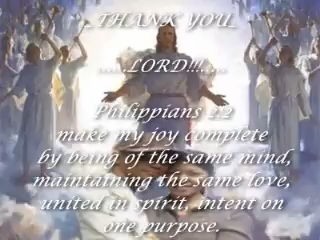 ..THANK YOU..
.....LORD!!!....
Philippians 2:2
make my joy complete
by being of the same mind,
maintaining the same love,
united in spirit, intent on
one purpose.